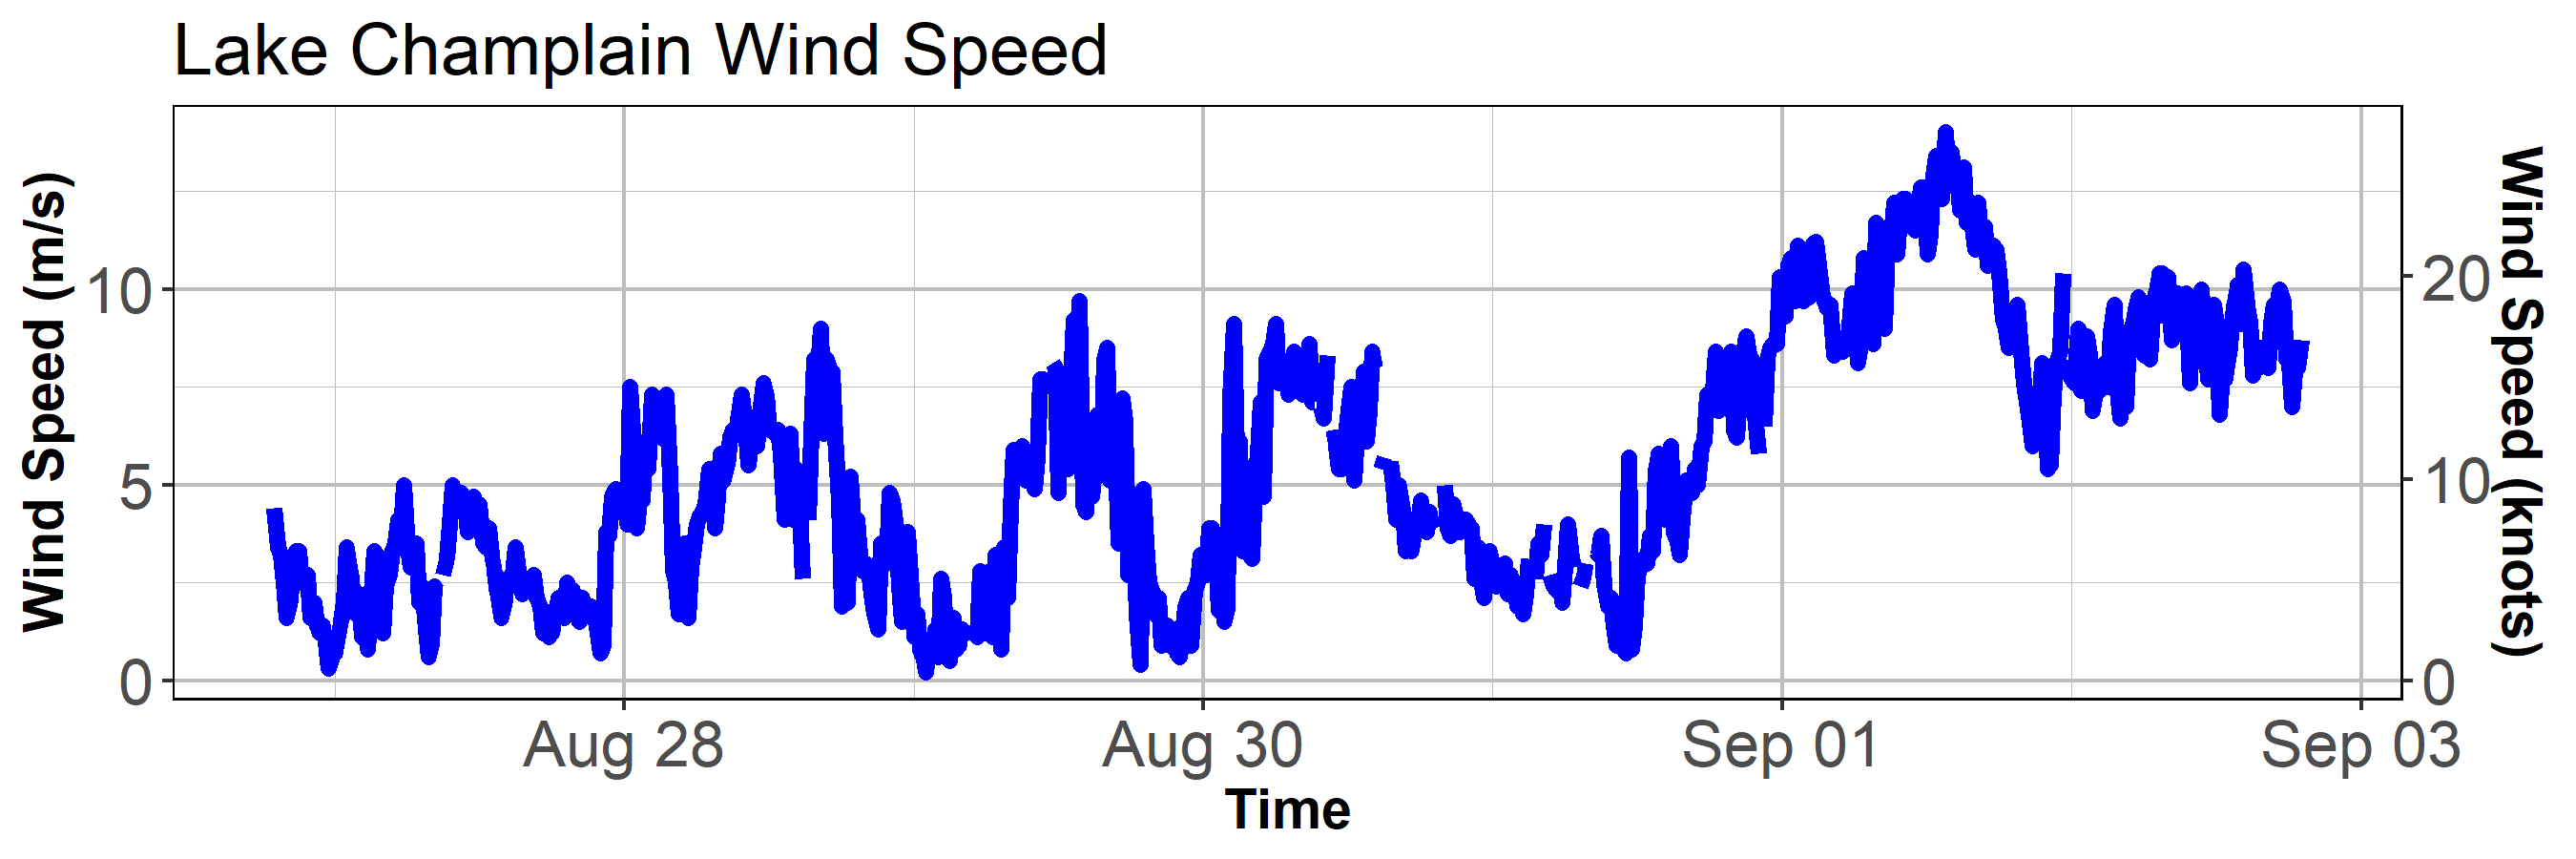 Lake Champlain Wind Speed
Wind Speed (m/s)
10
5
0
20
10
0
Wind Speed (knots)
Aug 28
Aug 30
Sep 01
Sep 03
Time